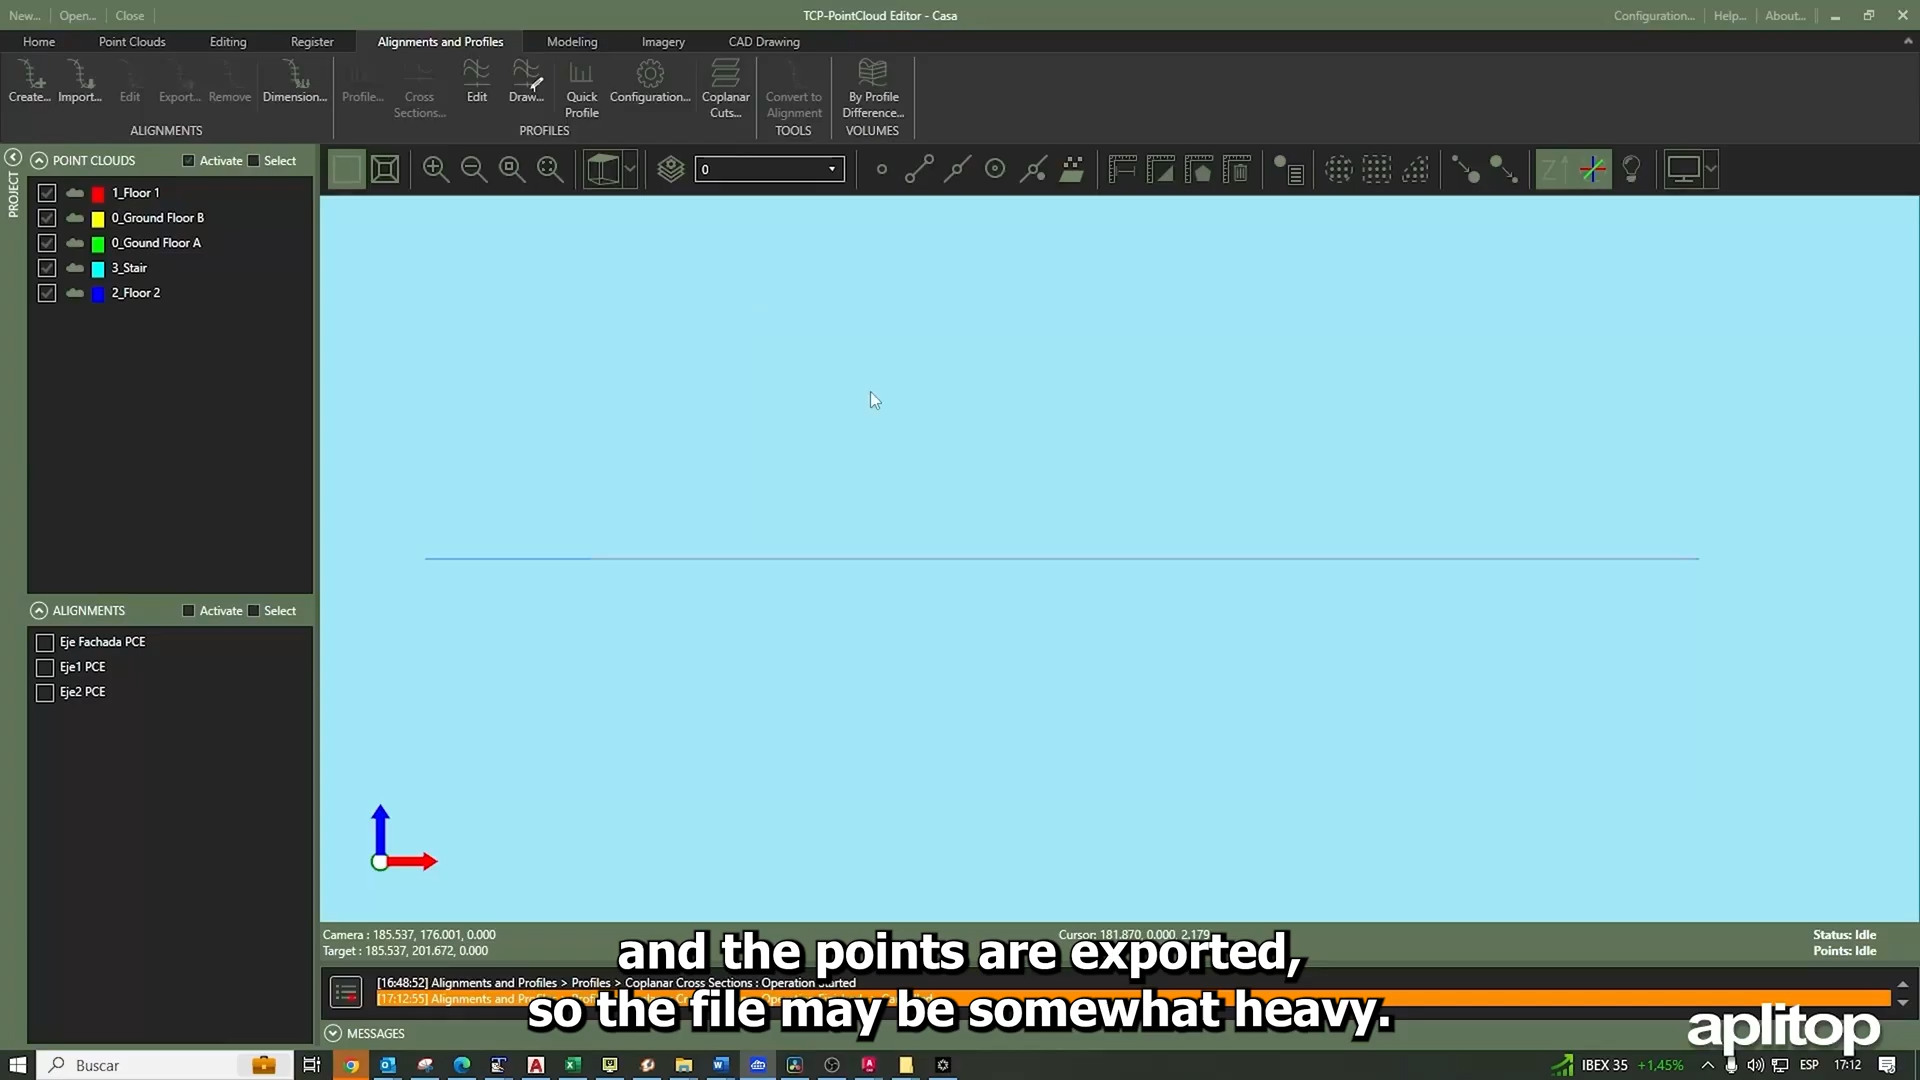 New...
Open...
Close
TCP-PointCloud Editor - Casa
Configuration...
Help...
About...
Home
Point Clouds
Editing
Register
Alignments and Profiles
Modeling
Imagery
CAD Drawing
Create...
Import...
Edit
Export...
Remove
Dimension...
Profile...
Cross
Sections...
Edit
Draw...
Quick
Profile
Configuration...
Coplanar
Cuts...
Convert to
Alignment
By Profile
Difference...
ALIGNMENTS
PROFILES
TOOLS
VOLUMES
PROJECT
POINT CLOUDS
Activate
Select
0
1_Floor 1
0_Ground Floor B
0_Gound Floor A
3_Stair
2_Floor 2
ALIGNMENTS
Activate
Select
Eje Fachada PCE
Eje1 PCE
Eje2 PCE
Camera : 185.537, 176.001, 0.000
Target : 185.537, 201.672, 0.000
Cursor: 181.870, 0.000, 2.179
Status: Idle
Points: Idle
and the points are exported,
so the file may be somewhat heavy.
[16:48:52] Alignments and Profiles > Profiles > Coplanar Cross Sections : Operation Started
[17:12:55] Alignments and
MESSAGES
aplitop
Buscar
IBEX 35 +1,45%
ESP
17:12